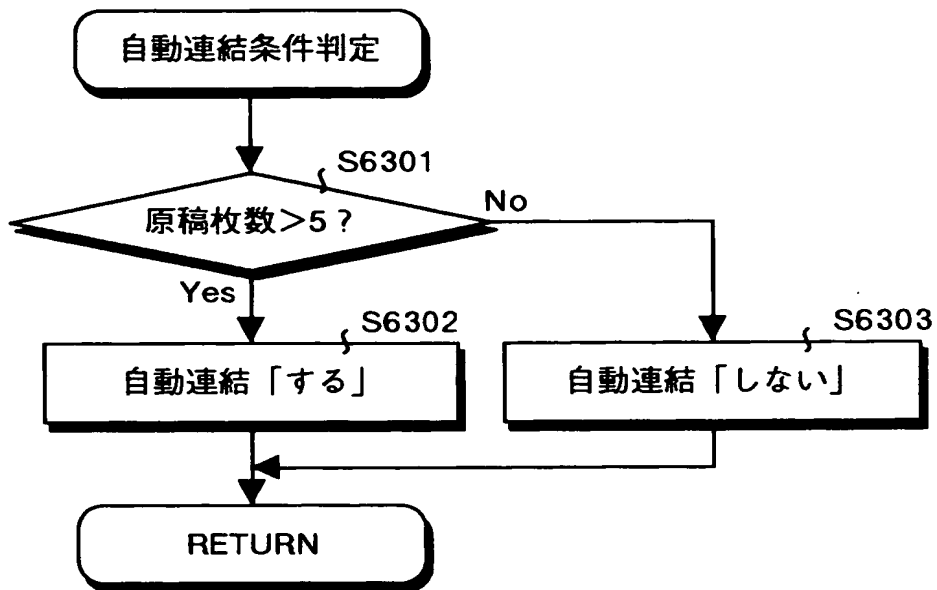 自動連結条件判定
S6301
原稿枚数>5?
No
Yes
S6302
自動連結「する」
S6303
自動連結「しない」
RETURN